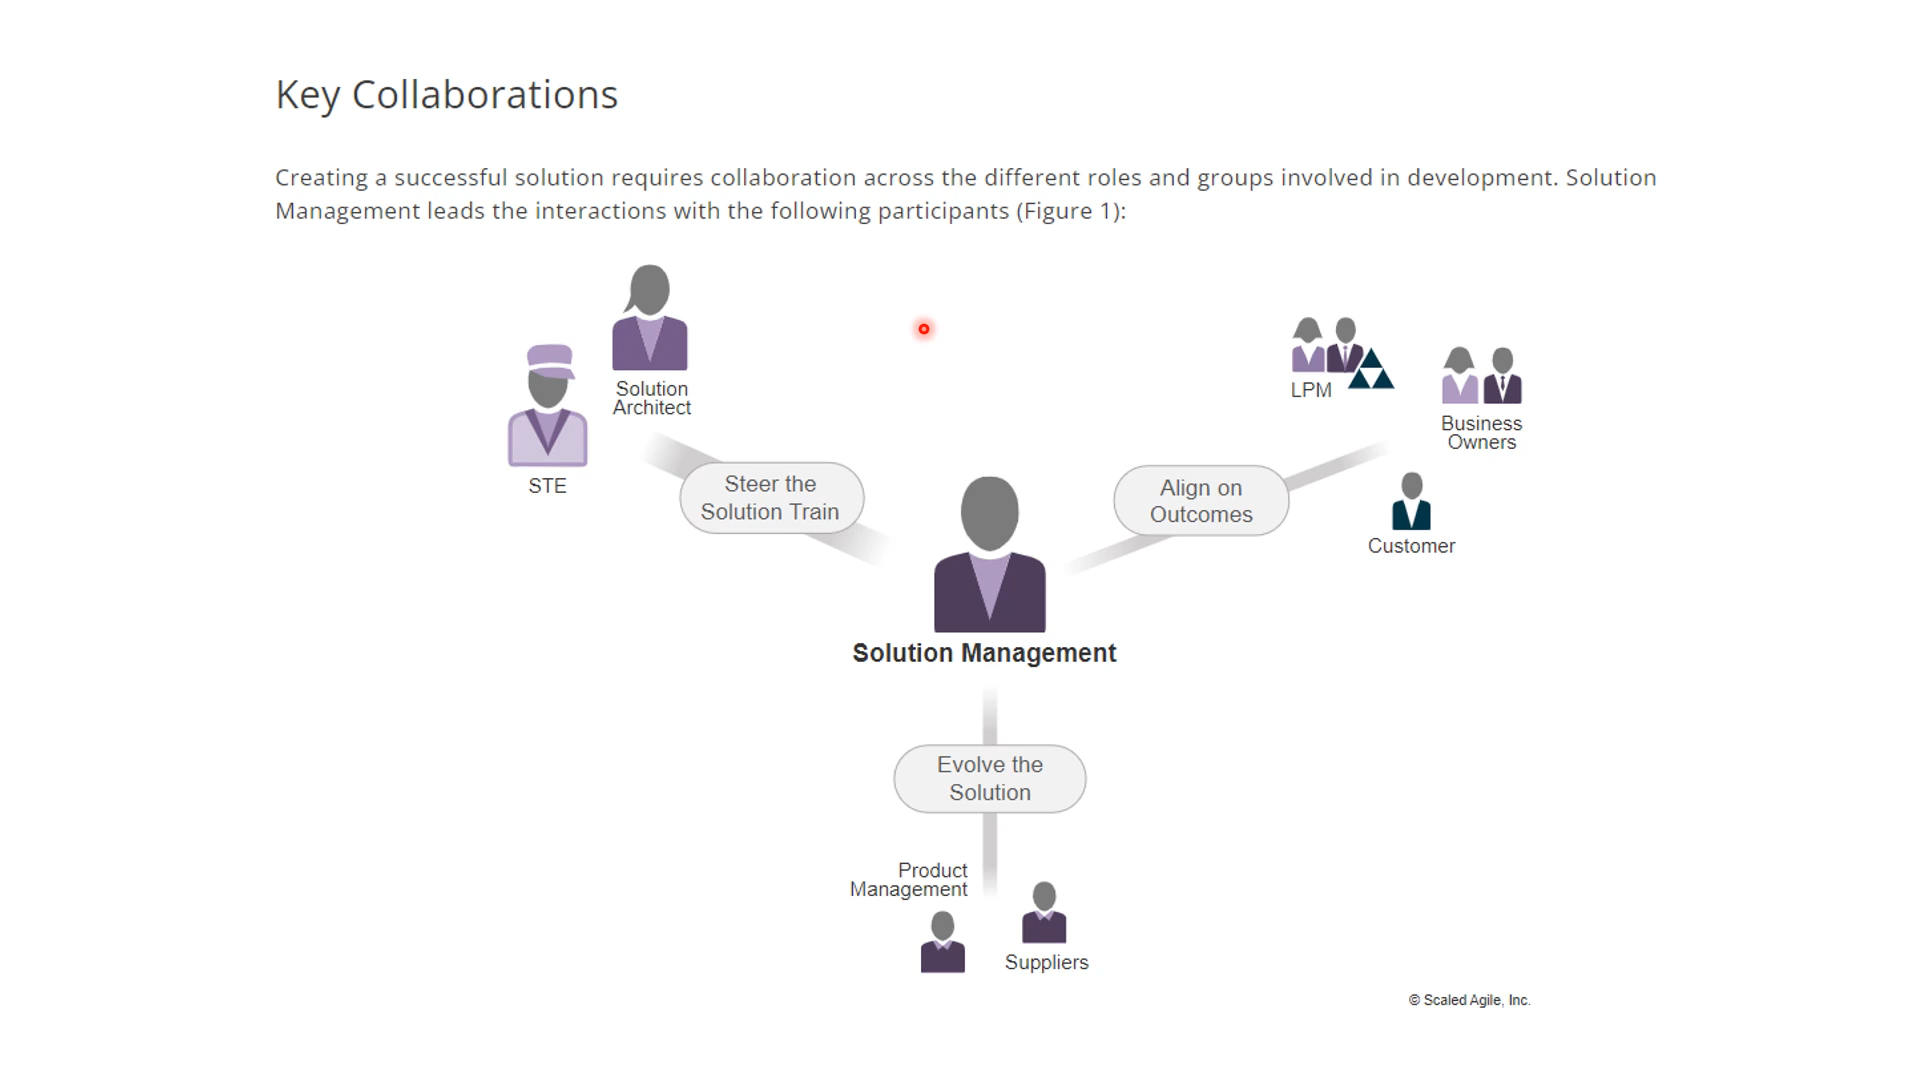 Key Collaborations
Creating a successful solution requires collaboration across the different roles and groups involved in development. Solution
Management leads the interactions with the following participants (Figure 1):
Solution
Architect
STE
Steer the
Solution Train
LPM
Business
Owners
Align on
Outcomes
Customer
Solution Management
Evolve the
Solution
Product
Management
Suppliers
© Scaled Agile, Inc.